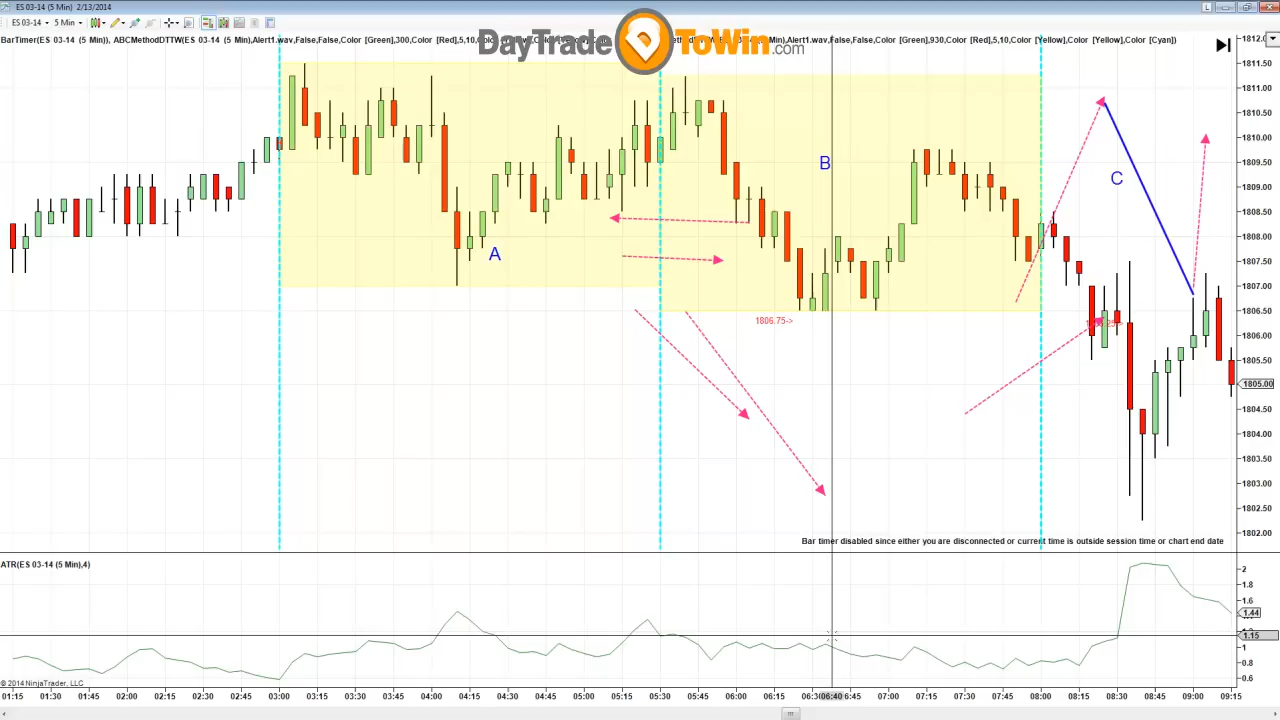 ES 03-14 (5 Min) 2/13/2014
ES 03-14 5 Min
BarTimer(ES 03-14 (5 Min)), ABCMethodDTTW(ES 03-14 (5 Min),Alert1.wav,False,False,Color [Green],300,Color [Red],5,10,
Alert1.wav,False,False,Color [Green],930,Color [Red],5,10,Color [Yellow],Color [Yellow],Color [Cyan])
DayTradeToWin.com
A
B
C
1806.75->
Bar timer disabled since either you are disconnected or current time is outside session time or chart end date
1811.50
1811.00
1810.50
1810.00
1809.50
1809.00
1808.50
1808.00
1807.50
1807.00
1806.50
1806.00
1805.50
1805.00
1804.50
1804.00
1803.50
1803.00
1802.50
1802.00
ATR(ES 03-14 (5 Min),4)
2
1.8
1.6
1.44
1.15
1
0.8
0.6
© 2014 NinjaTrader, LLC
01:15 01:30 01:45 02:00 02:15 02:30 02:45 03:00 03:15 03:30 03:45 04:00 04:15 04:30 04:45 05:00 05:15 05:30 05:45 06:00 06:15 06:40 07:00 07:15 07:30 07:45 08:00 08:15 08:30 08:45 09:00 09:15